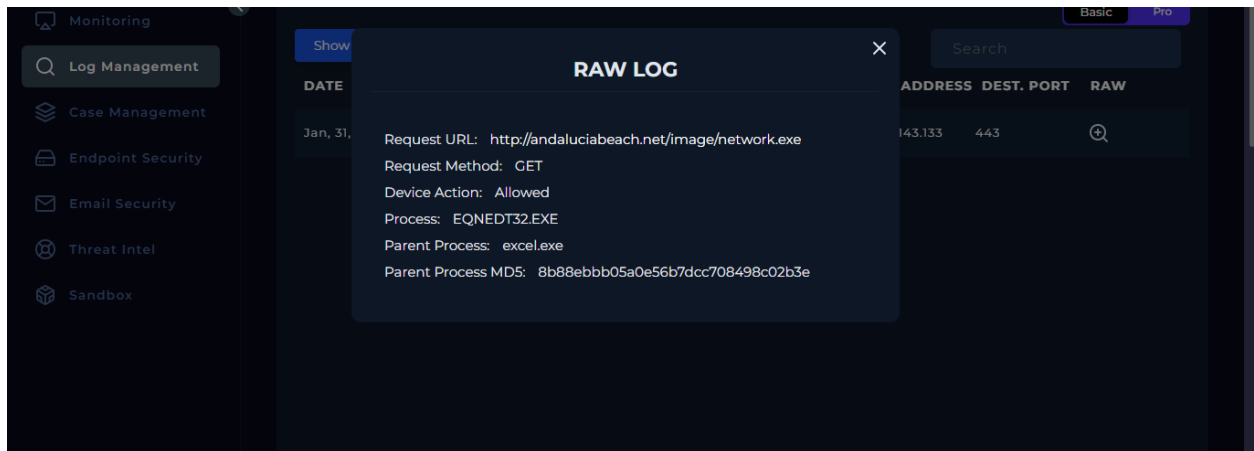 Monitoring
Log Management
Case Management
Endpoint Security
Email Security
Threat Intel
Sandbox
Basic Pro
Show
Search
DATE
ADDRESS DEST. PORT RAW
Jan, 31,
143.133 443
RAW LOG
Request URL: http://andaluciabeach.net/image/network.exe
Request Method: GET
Device Action: Allowed
Process: EQNEDT32.EXE
Parent Process: excel.exe
Parent Process MD5: 8b88ebbb05a0e56b7dcc708498c02b3e